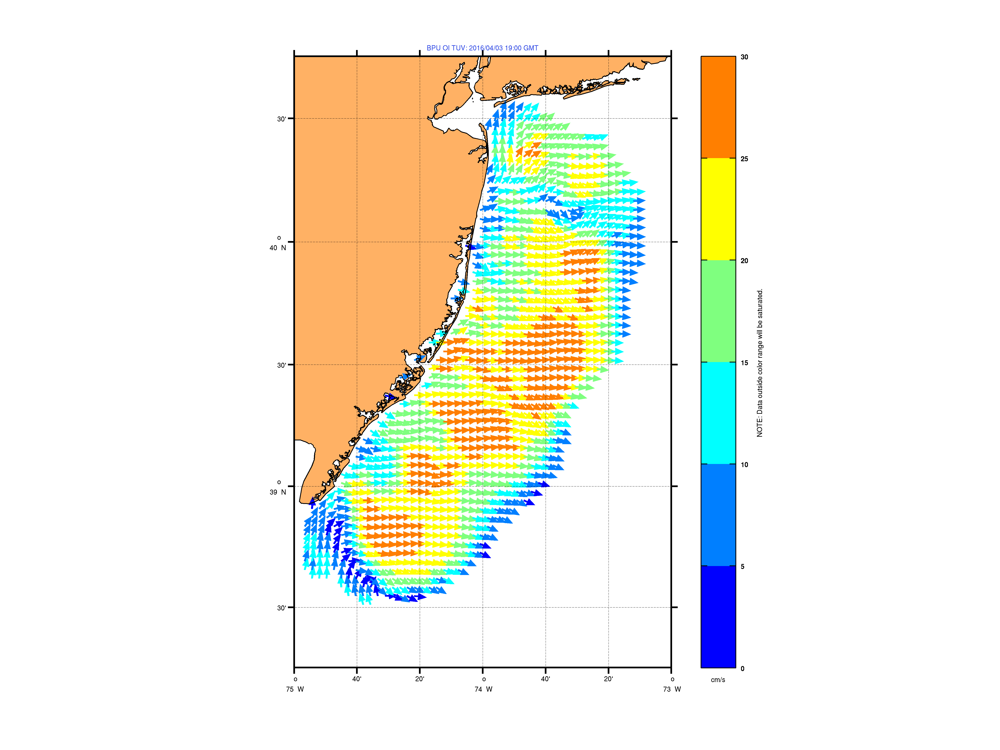 BPU OI TUV: 2016/04/03 19:00 GMT
30'
o
40 N
30'
o
39 N
30'
o
75 W
40'
20'
o
74 W
40'
20'
o
73 W
30
25
20
15
10
5
0
cm/s
NOTE: Data outside color range will be saturated.